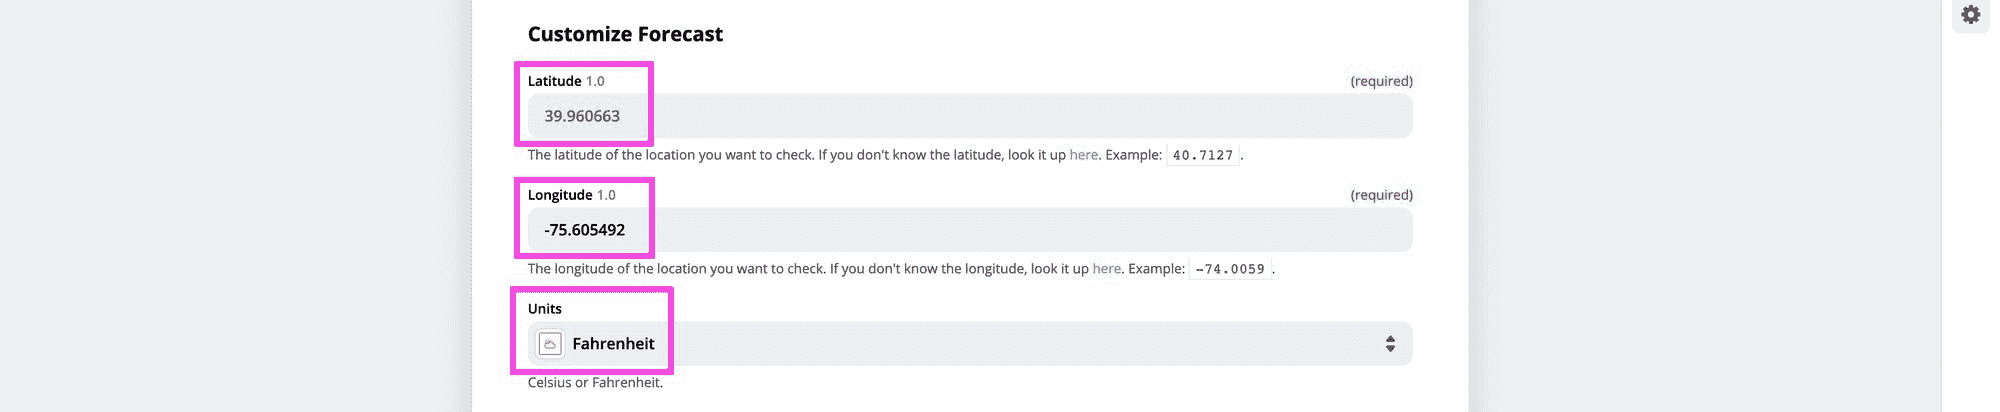 Customize Forecast
Latitude 1.0 (required)
39.960663
The latitude of the location you want to check. If you don't know the latitude, look it up here. Example: 40.7127.
Longitude 1.0 (required)
-75.605492
The longitude of the location you want to check. If you don't know the longitude, look it up here. Example: -74.0059.
Units
Fahrenheit
Celsius or Fahrenheit.